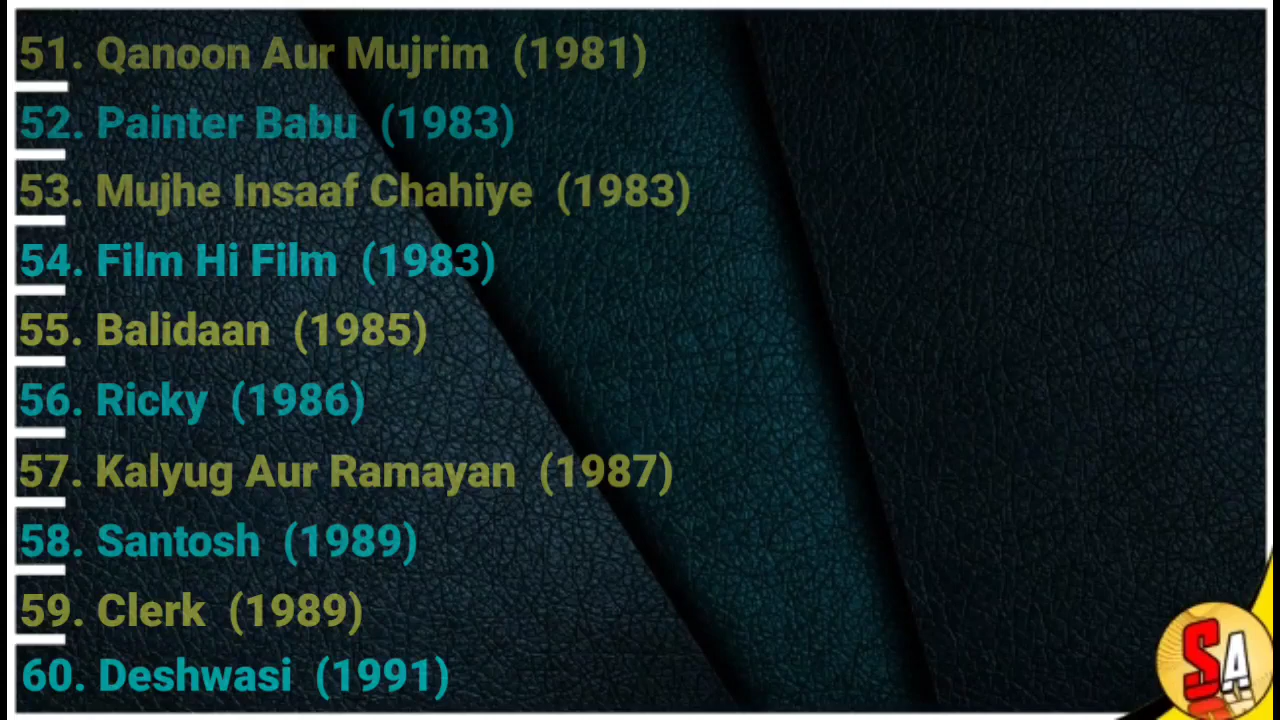 51. Qanoon Aur Mujrim (1981)
52. Painter Babu (1983)
53. Mujhe Insaaf Chahiye (1983)
54. Film Hi Film (1983)
55. Balidaan (1985)
56. Ricky (1986)
57. Kalyug Aur Ramayan (1987)
58. Santosh (1989)
59. Clerk (1989)
60. Deshwasi (1991)
SA